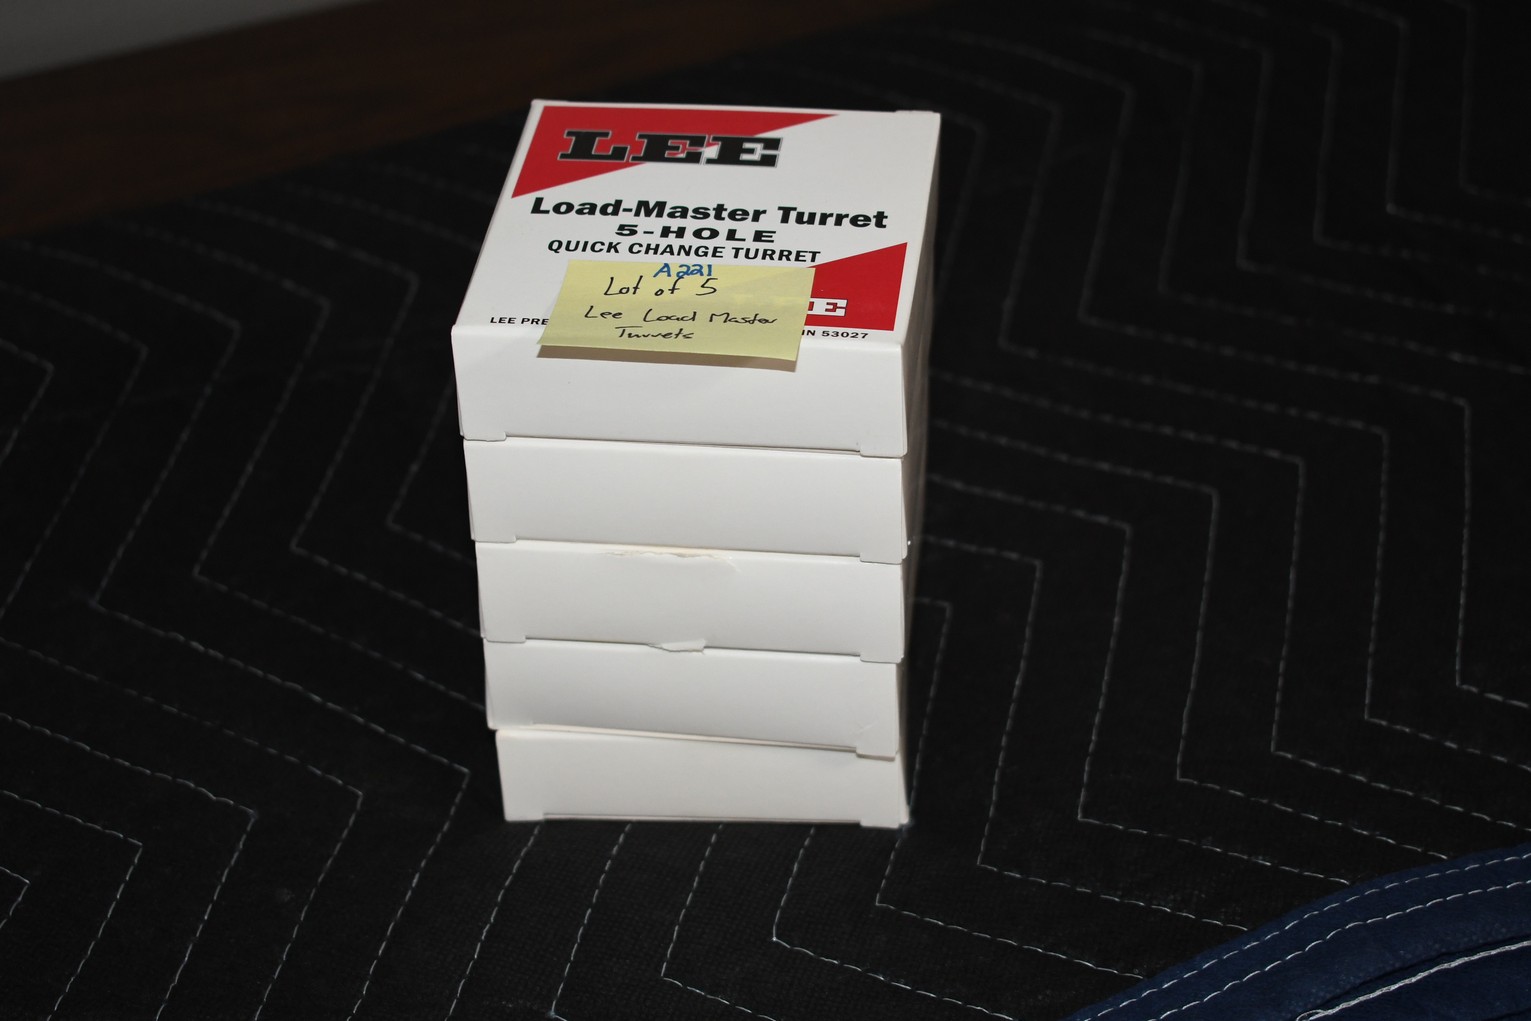 LEE
Load-Master Turret
5-HOLE
QUICK CHANGE TURRET
A221
Lot of 5
Lee Load Master
Turrets
LEE PRE
IN 53027